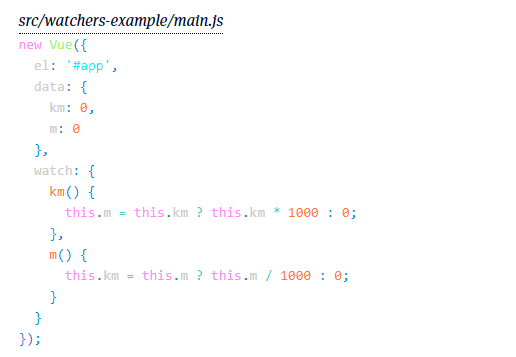 src/watchers-example/main.js
new Vue({
  el: '#app',
  data: {
    km: 0,
    m: 0
  },
  watch: {
    km() {
      this.m = this.km ? this.km * 1000 : 0;
    },
    m() {
      this.km = this.m ? this.m / 1000 : 0;
    }
  }
});